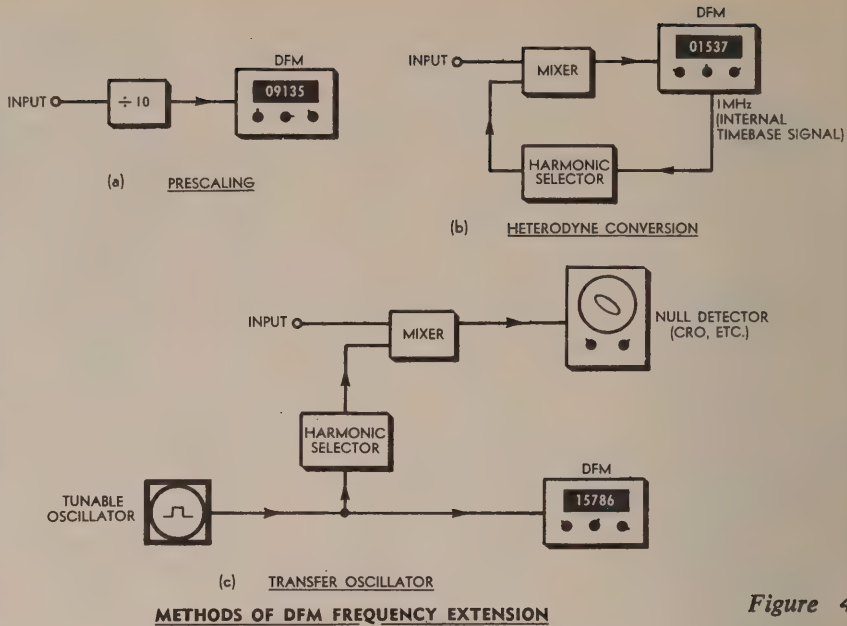 DFM
INPUT
÷ 10
09135
(a) PRESCALING
DFM
INPUT
MIXER
01537
1MHz
(INTERNAL
TIMEBASE SIGNAL)
HARMONIC
SELECTOR
(b) HETERODYNE CONVERSION
INPUT
MIXER
NULL DETECTOR
(CRO, ETC.)
HARMONIC
SELECTOR
DFM
TUNABLE
OSCILLATOR
15786
(c) TRANSFER OSCILLATOR
METHODS OF DFM FREQUENCY EXTENSION
Figure 4